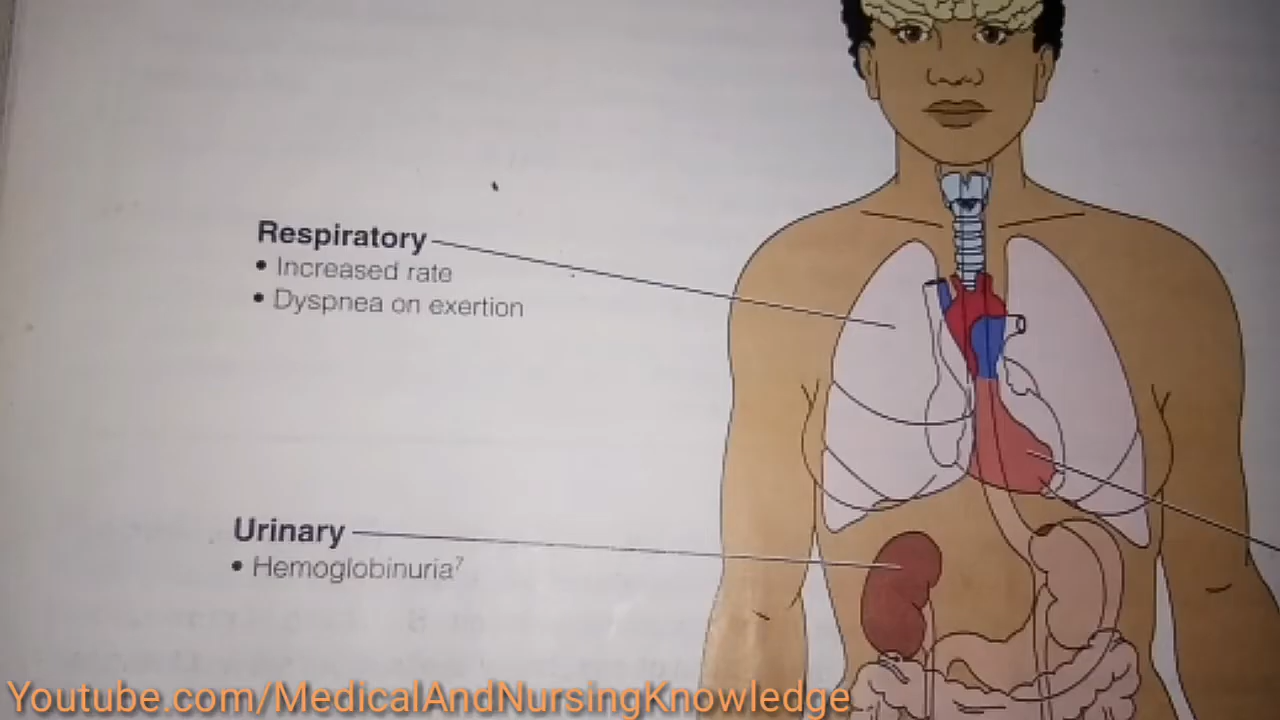 Respiratory
• Increased rate
• Dyspnea on exertion
Urinary
• Hemoglobinuria⁷
Youtube.com/MedicalAndNursingKnowledge